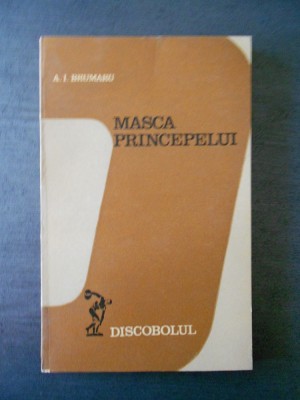 A. I. BRUMARU
MASCA
PRINCEPELUI
DISCOBOLUL